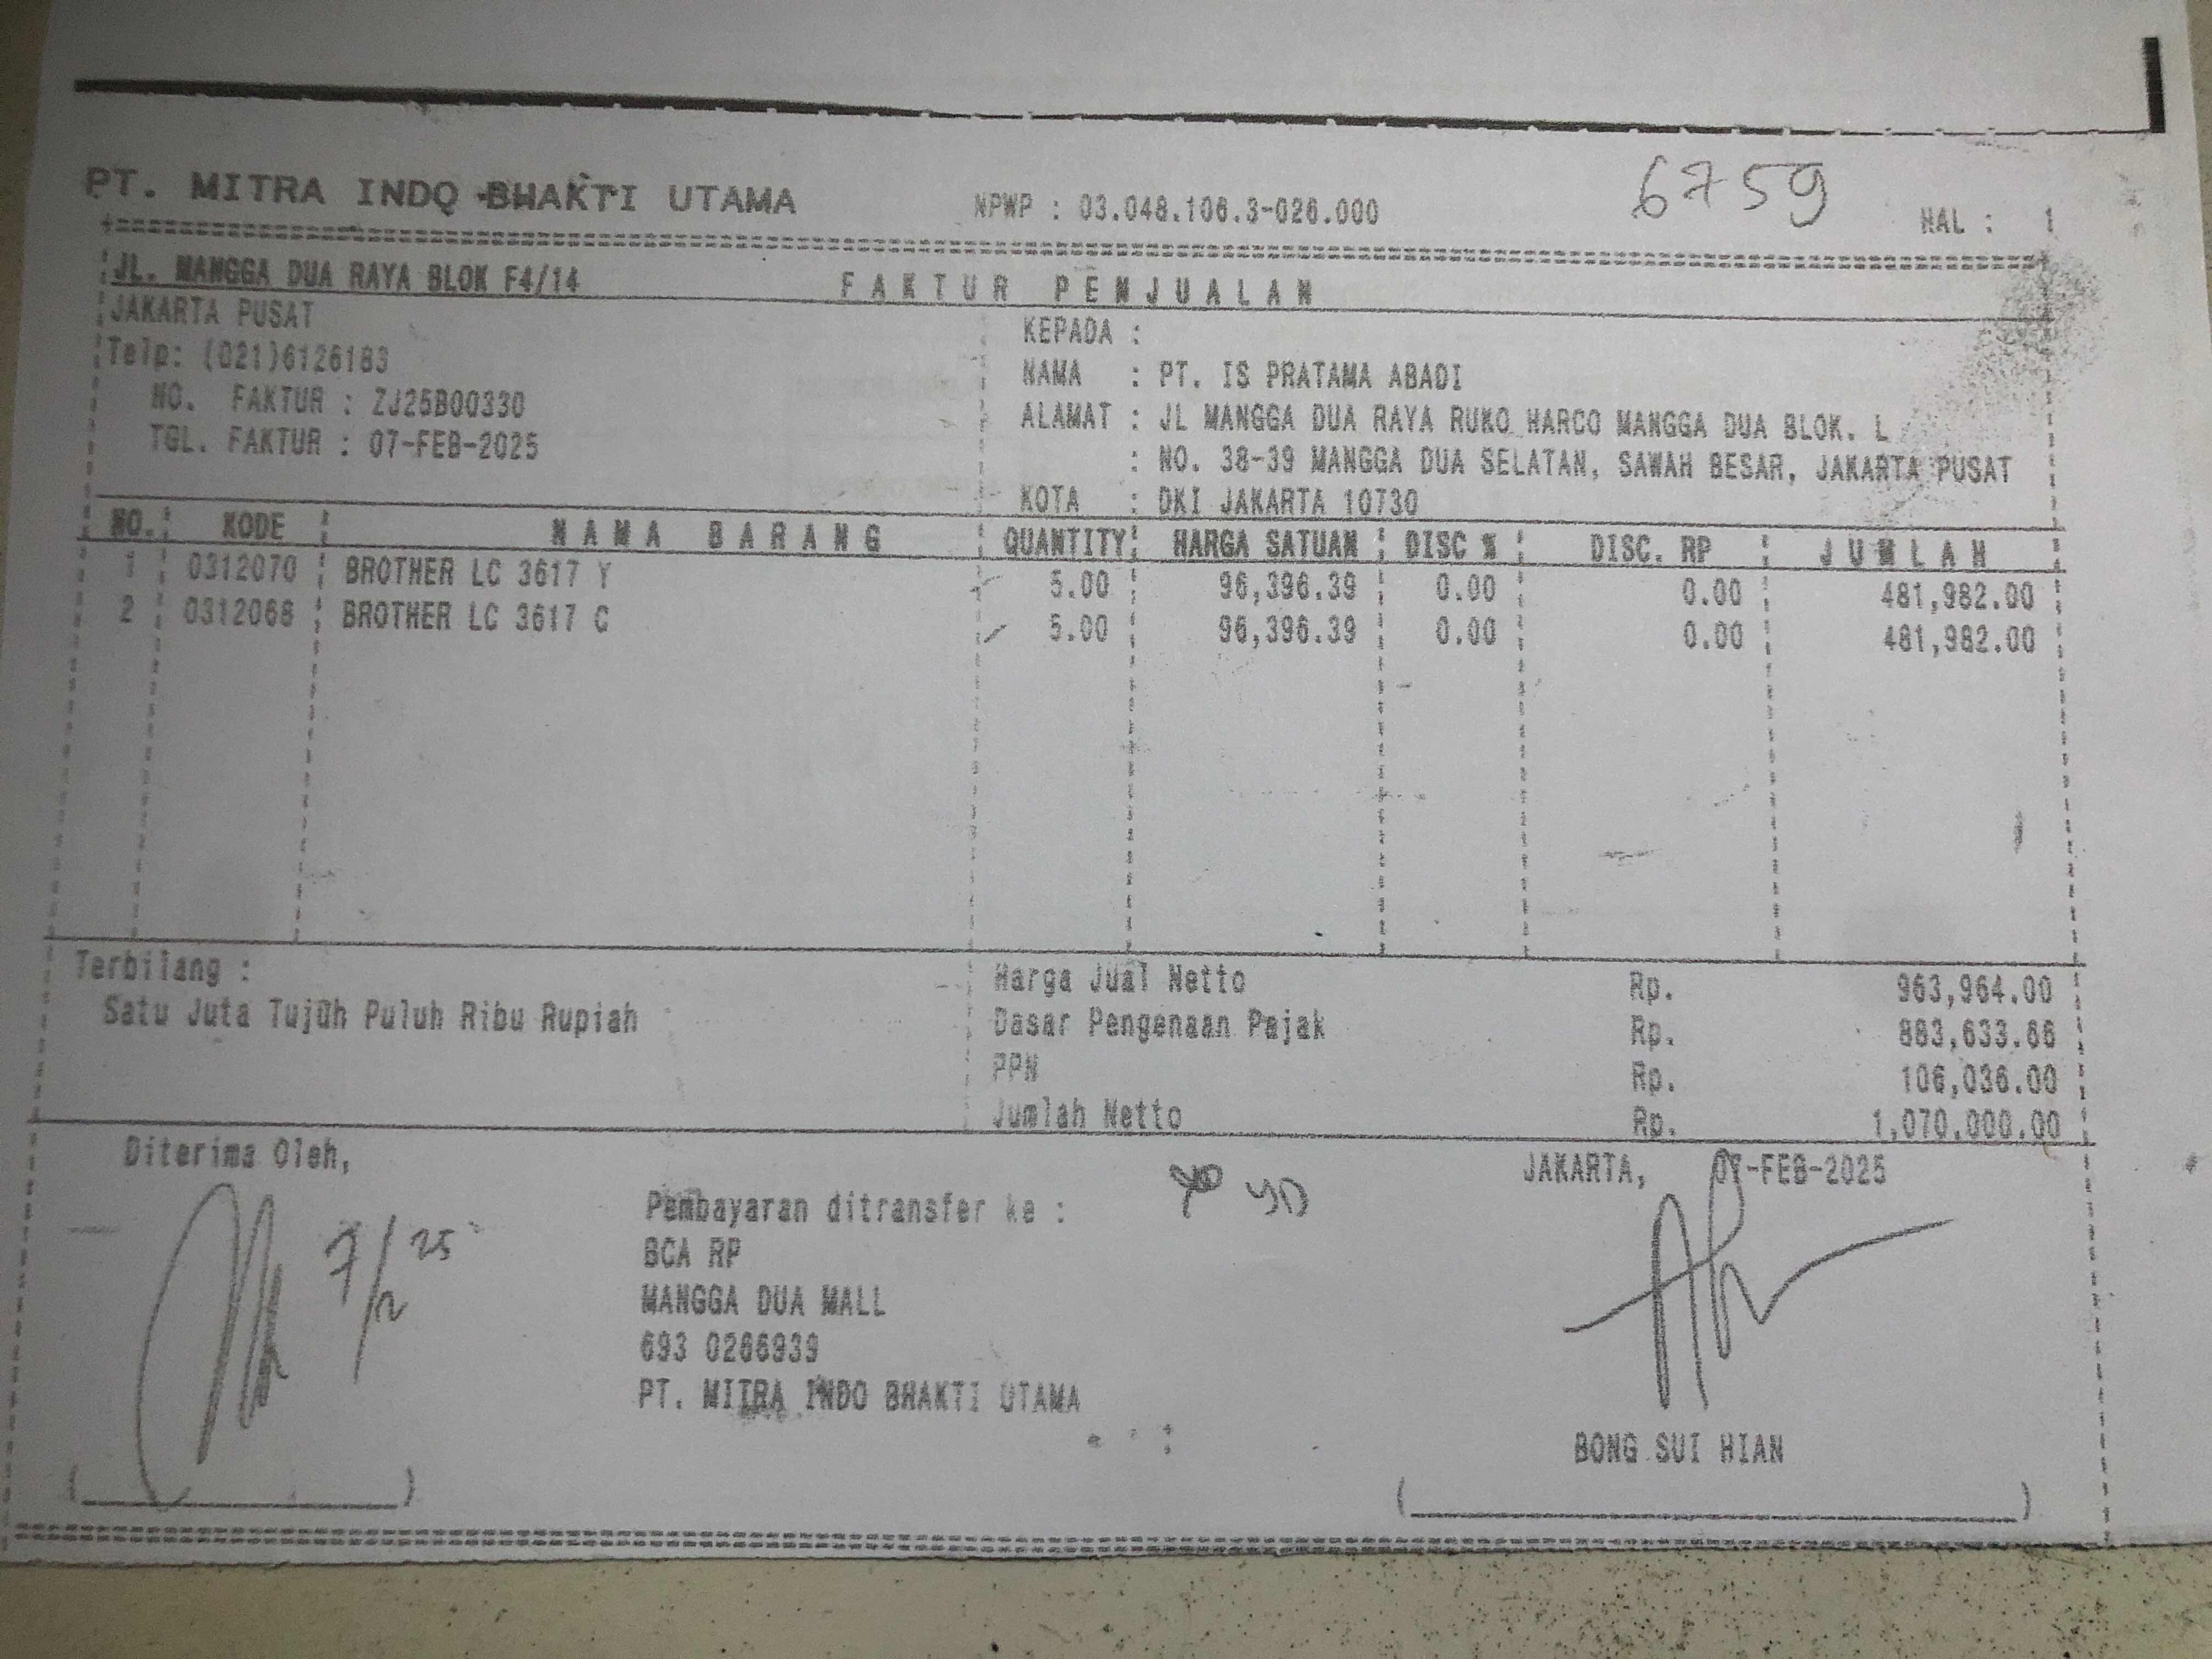 6759
PT. MITRA INDO BHAKTI UTAMA NPWP : 03.048.106.3-026.000 HAL : 1
JL. MANGGA DUA RAYA BLOK F4/14 FAKTUR PENJUALAN
JAKARTA PUSAT
Telp: (021)6126183
NO. FAKTUR : ZJ25B00330
TGL. FAKTUR : 07-FEB-2025
KEPADA :
NAMA : PT. IS PRATAMA ABADI
ALAMAT : JL MANGGA DUA RAYA RUKO HARCO MANGGA DUA BLOK. L
: NO. 38-39 MANGGA DUA SELATAN, SAWAH BESAR, JAKARTA PUSAT
KOTA : DKI JAKARTA 10730
NO. KODE NAMA BARANG QUANTITY HARGA SATUAN DISC % DISC. RP JUMLAH
1 0312070 BROTHER LC 3617 Y 5.00 96,396.39 0.00 0.00 481,982.00
2 0312068 BROTHER LC 3617 C 5.00 96,396.39 0.00 0.00 481,982.00
Terbilang :
Satu Juta Tujuh Puluh Ribu Rupiah
Harga Jual Netto Rp. 963,964.00
Dasar Pengenaan Pajak Rp. 883,633.66
PPN Rp. 106,036.00
Jumlah Netto Rp. 1,070,000.00
Diterima Oleh,
7/2 25
Pembayaran ditransfer ke :
BCA RP
MANGGA DUA MALL
693 0266939
PT. MITRA INDO BHAKTI UTAMA
JAKARTA, 07-FEB-2025
BONG SUI HIAN